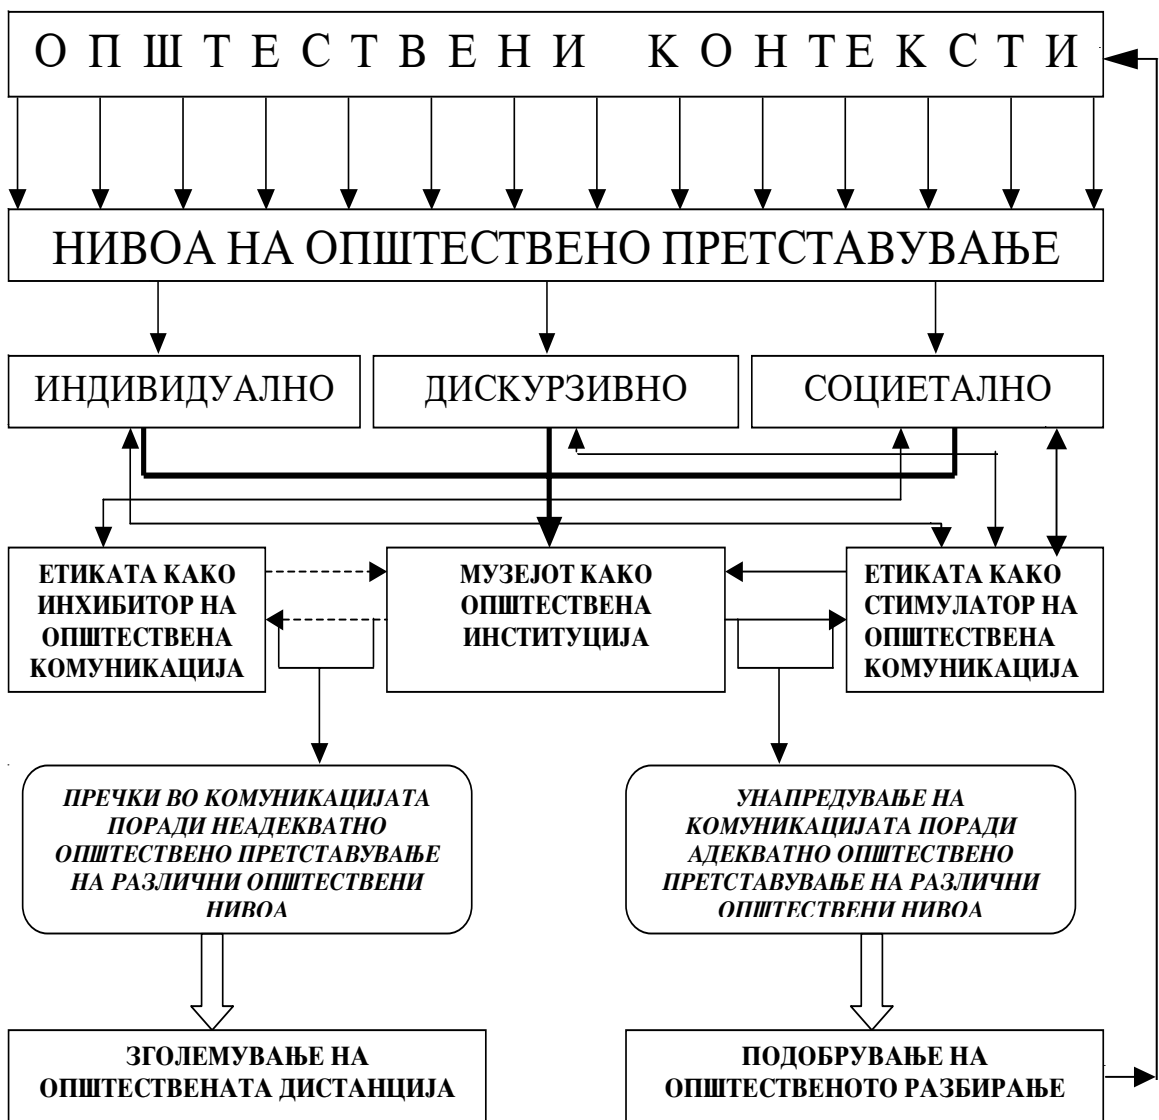 ОПШТЕСТВЕНИ КОНТЕКСТИ
НИВОА НА ОПШТЕСТВЕНО ПРЕТСТАВУВАЊЕ
ИНДИВИДУАЛНО
ДИСКУРЗИВНО
СОЦИЕТАЛНО
ЕТИКАТА КАКО
ИНХИБИТОР НА
ОПШТЕСТВЕНА
КОМУНИКАЦИЈА
МУЗЕЈОТ КАКО
ОПШТЕСТВЕНА
ИНСТИТУЦИЈА
ЕТИКАТА КАКО
СТИМУЛАТОР НА
ОПШТЕСТВЕНА
КОМУНИКАЦИЈА
ПРЕЧКИ ВО КОМУНИКАЦИЈАТА
ПОРАДИ НЕАДЕКВАТНО
ОПШТЕСТВЕНО ПРЕТСТАВУВАЊЕ
НА РАЗЛИЧНИ ОПШТЕСТВЕНИ
НИВОА
УНАПРЕДУВАЊЕ НА
КОМУНИКАЦИЈАТА ПОРАДИ
АДЕКВАТНО ОПШТЕСТВЕНО
ПРЕТСТАВУВАЊЕ НА РАЗЛИЧНИ
ОПШТЕСТВЕНИ НИВОА
ЗГОЛЕМУВАЊЕ НА
ОПШТЕСТВЕНАТА ДИСТАНЦИЈА
ПОДОБРУВАЊЕ НА
ОПШТЕСТВЕНОТО РАЗБИРАЊЕ